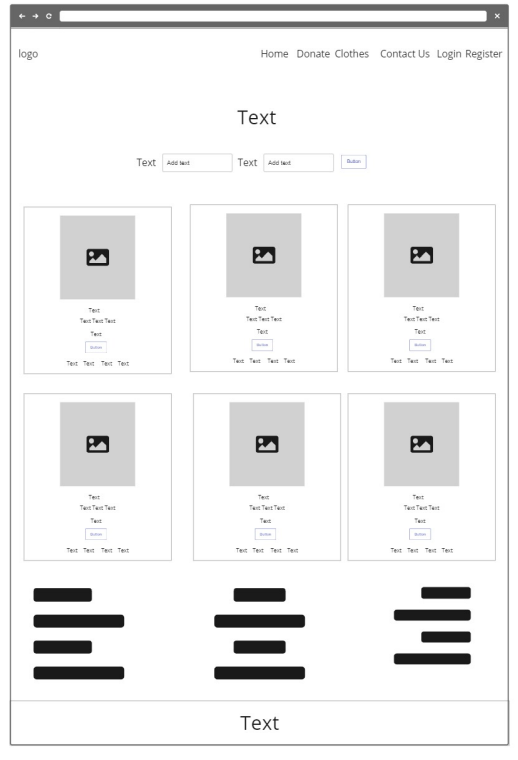 logo Home Donate Clothes Contact Us Login Register
Text
Text Add text Text Add text Button
Text Text Text
Text Text Text Text Text Text Text Text Text
Text Text Text
Button Button Button
Text Text Text Text Text Text Text Text Text Text Text Text
Text Text Text
Text Text Text Text Text Text Text Text Text
Text Text Text
Button Button Button
Text Text Text Text Text Text Text Text Text Text Text Text
Text